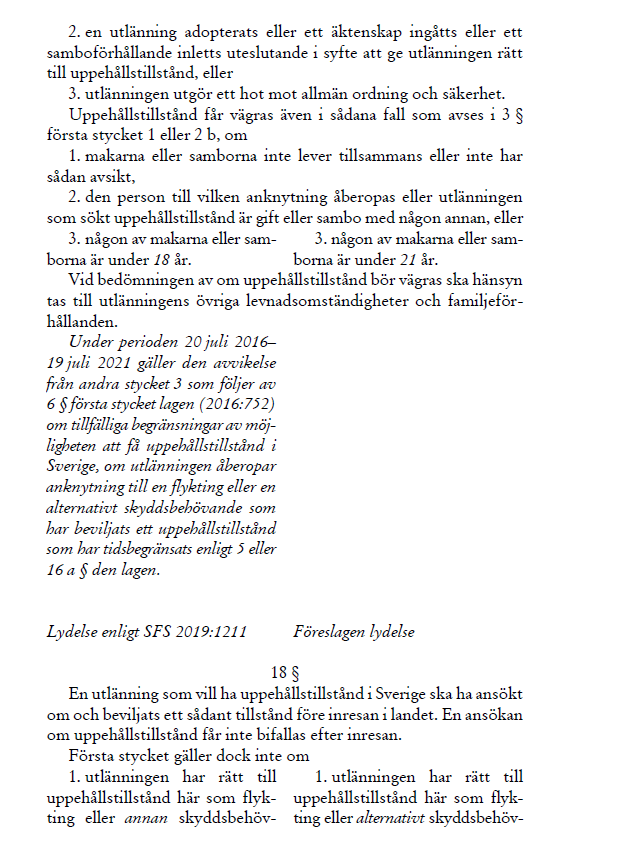 2. en utlänning adopterats eller ett äktenskap ingåtts eller ett
samboförhållande inletts uteslutande i syfte att ge utlänningen rätt
till uppehållstillstånd, eller
3. utlänningen utgör ett hot mot allmän ordning och säkerhet.
Uppehållstillstånd får vägras även i sådana fall som avses i 3 §
första stycket 1 eller 2 b, om
1. makarna eller samborna inte lever tillsammans eller inte har
sådan avsikt,
2. den person till vilken anknytning åberopas eller utlänningen
som sökt uppehållstillstånd är gift eller sambo med någon annan, eller
3. någon av makarna eller sam-
borna är under 18 år.
3. någon av makarna eller sam-
borna är under 21 år.
Vid bedömningen av om uppehållstillstånd bör vägras ska hänsyn
tas till utlänningens övriga levnadsomständigheter och familjeför-
hållanden.
Under perioden 20 juli 2016–
19 juli 2021 gäller den avvikelse
från andra stycket 3 som följer av
6 § första stycket lagen (2016:752)
om tillfälliga begränsningar av möj-
ligheten att få uppehållstillstånd i
Sverige, om utlänningen åberopar
anknytning till en flykting eller en
alternativt skyddsbehövande som
har beviljats ett uppehållstillstånd
som har tidsbegränsats enligt 5 eller
16 a § den lagen.
Lydelse enligt SFS 2019:1211
Föreslagen lydelse
18 §
En utlänning som vill ha uppehållstillstånd i Sverige ska ha ansökt
om och beviljats ett sådant tillstånd före inresan i landet. En ansökan
om uppehållstillstånd får inte bifallas efter inresan.
Första stycket gäller dock inte om
1. utlänningen har rätt till
uppehållstillstånd här som flyk-
ting eller annan skyddsbehöv-
1. utlänningen har rätt till
uppehållstillstånd här som flyk-
ting eller alternativt skyddsbehöv-